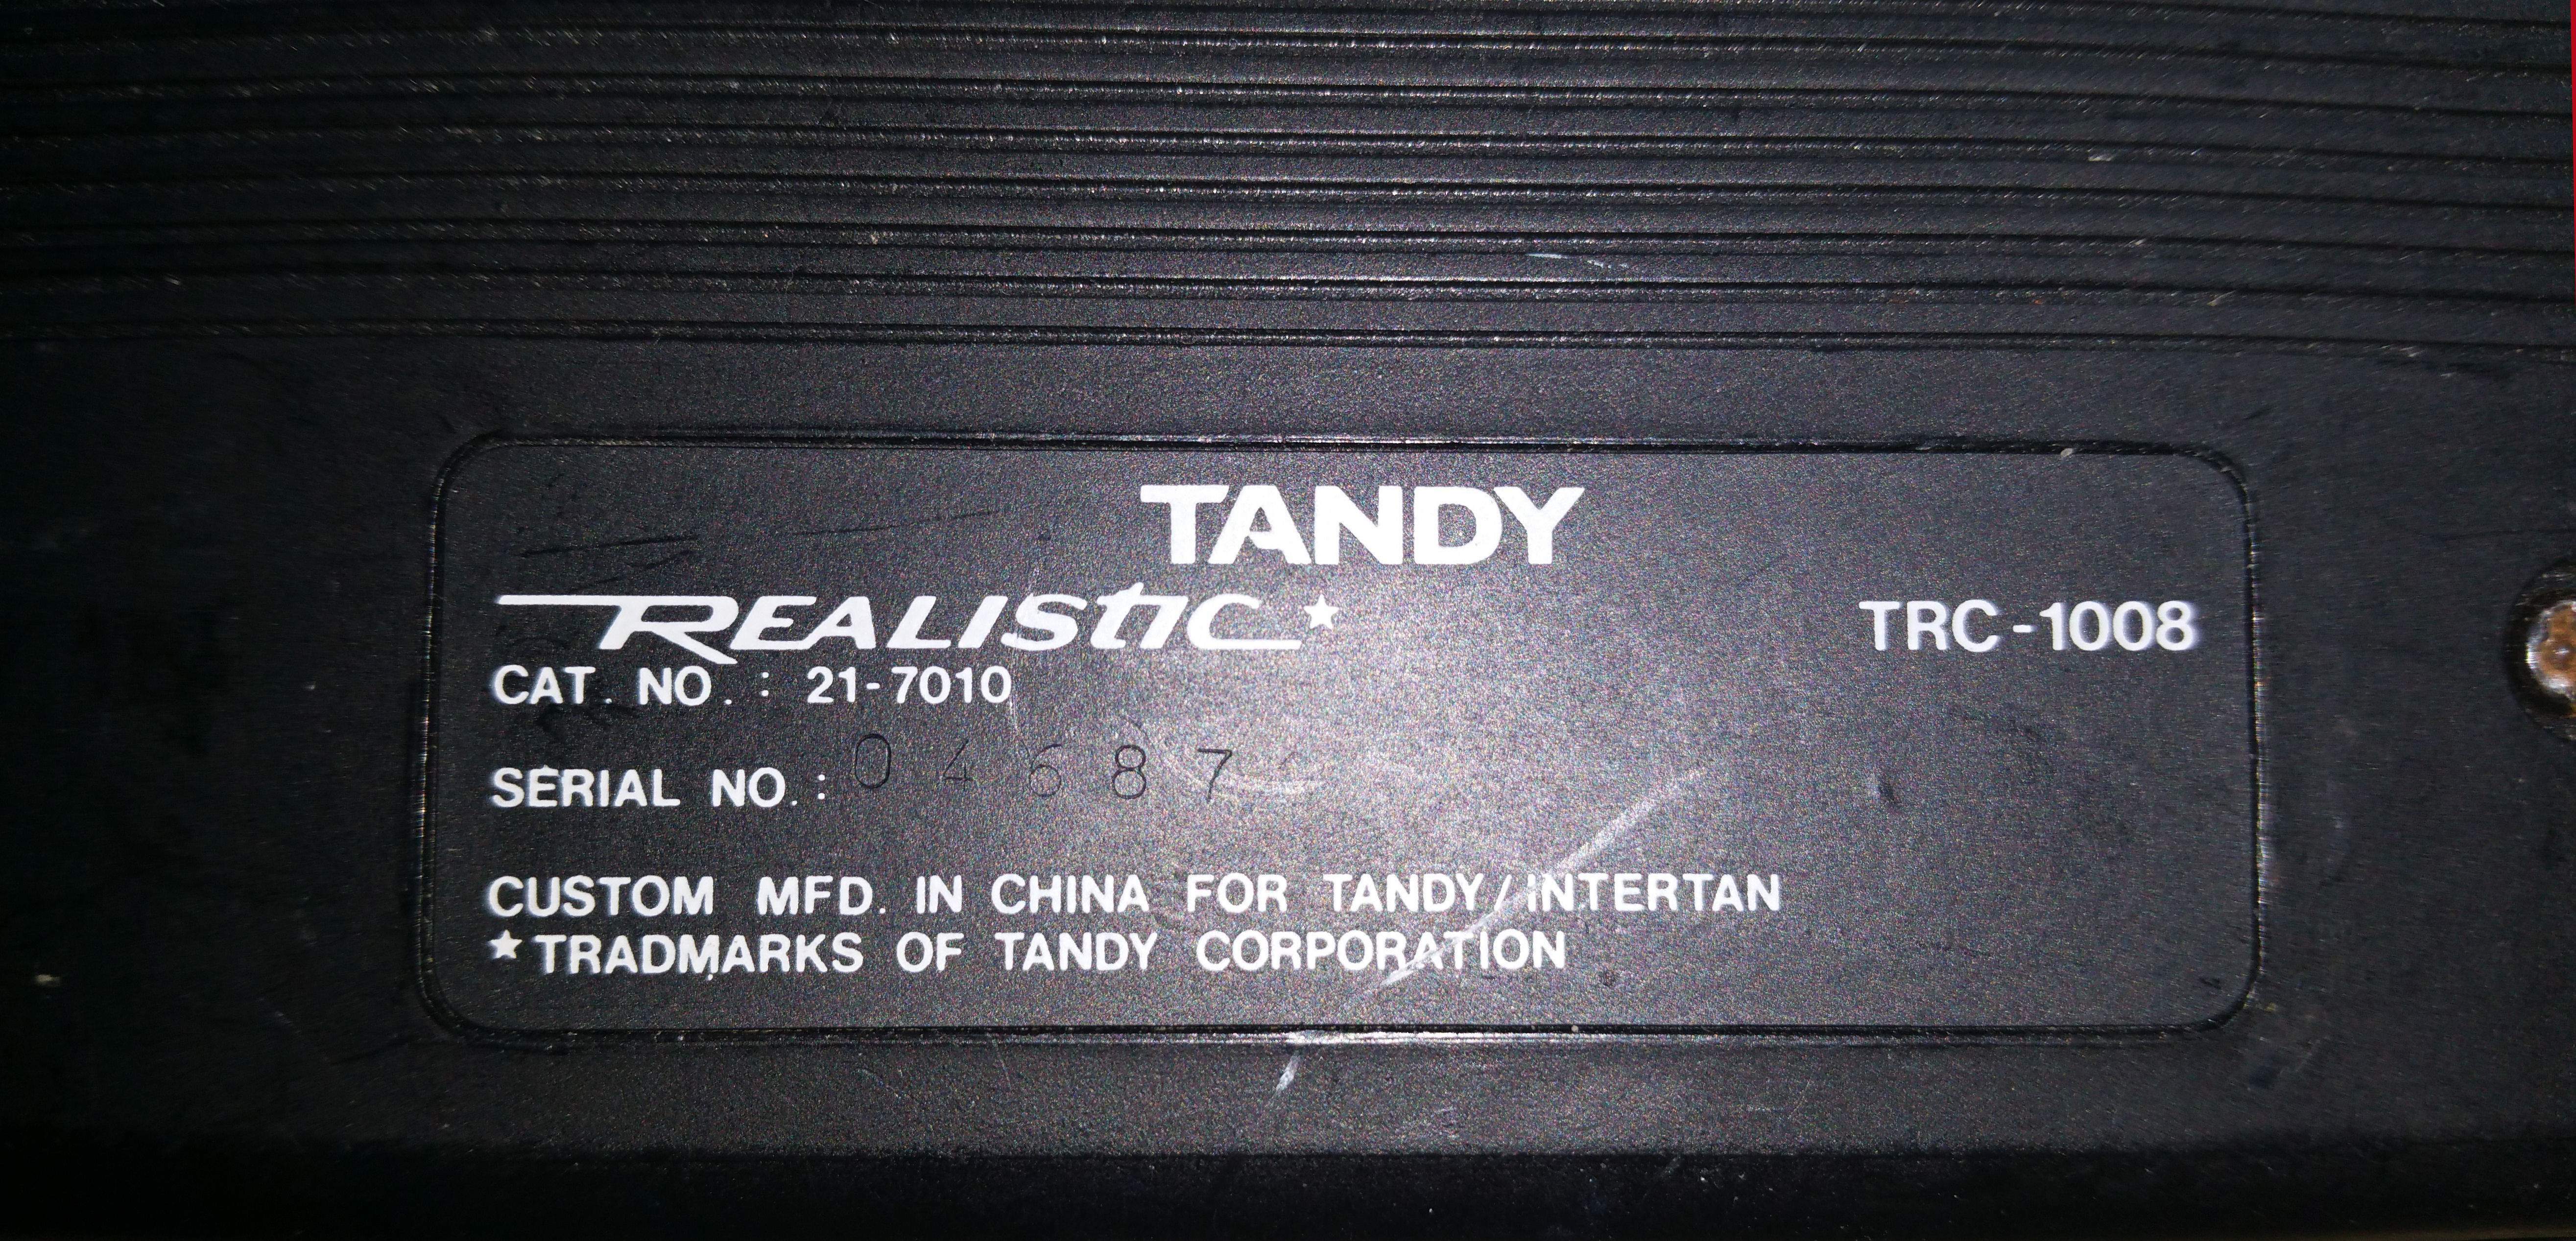 TANDY
REALISTIC★ TRC-1008
CAT. NO.: 21-7010
SERIAL NO.: 04687
CUSTOM MFD. IN CHINA FOR TANDY/INTERTAN
★TRADMARKS OF TANDY CORPORATION